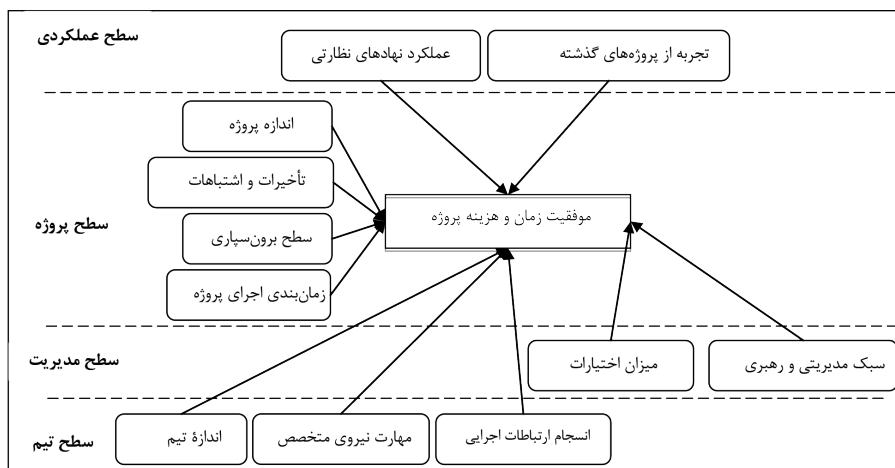 سطح عملکردی
تجربه از پروژه‌های گذشته
عملکرد نهادهای نظارتی
اندازه پروژه
تأخیرات و اشتباهات
سطح پروژه
موفقیت زمان و هزینه پروژه
سطح برون‌سپاری
زمان‌بندی اجرای پروژه
سطح مدیریت
سبک مدیریتی و رهبری
میزان اختیارات
سطح تیم
انسجام ارتباطات اجرایی
مهارت نیروی متخصص
اندازۀ تیم